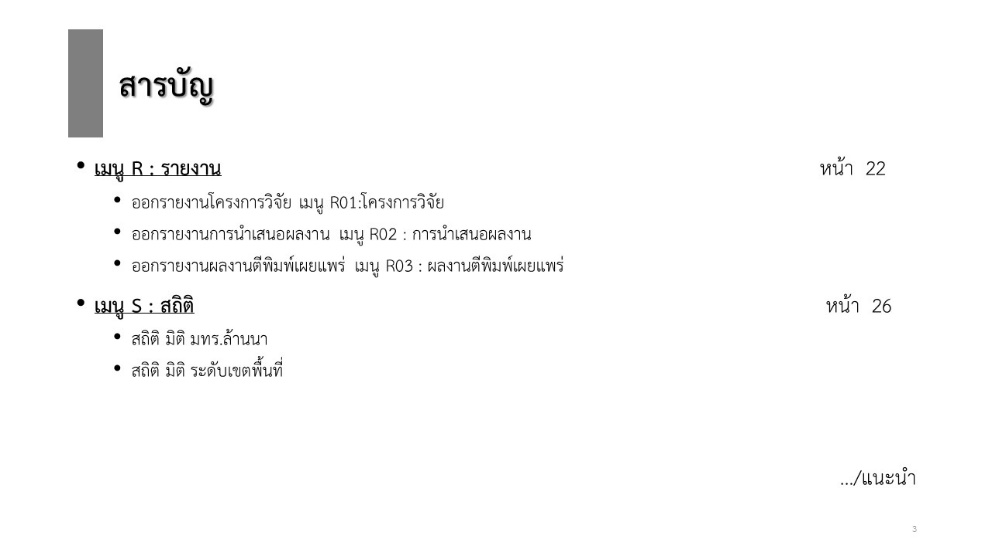 สารบัญ
• เมนู R : รายงาน หน้า 22
• ออกรายงานโครงการวิจัย เมนู R01:โครงการวิจัย
• ออกรายงานการนำเสนอผลงาน เมนู R02 : การนำเสนอผลงาน
• ออกรายงานผลงานตีพิมพ์เผยแพร่ เมนู R03 : ผลงานตีพิมพ์เผยแพร่
• เมนู S : สถิติ หน้า 26
• สถิติ มิติ มทร.ล้านนา
• สถิติ มิติ ระดับเขตพื้นที่
.../แนะนำ
3